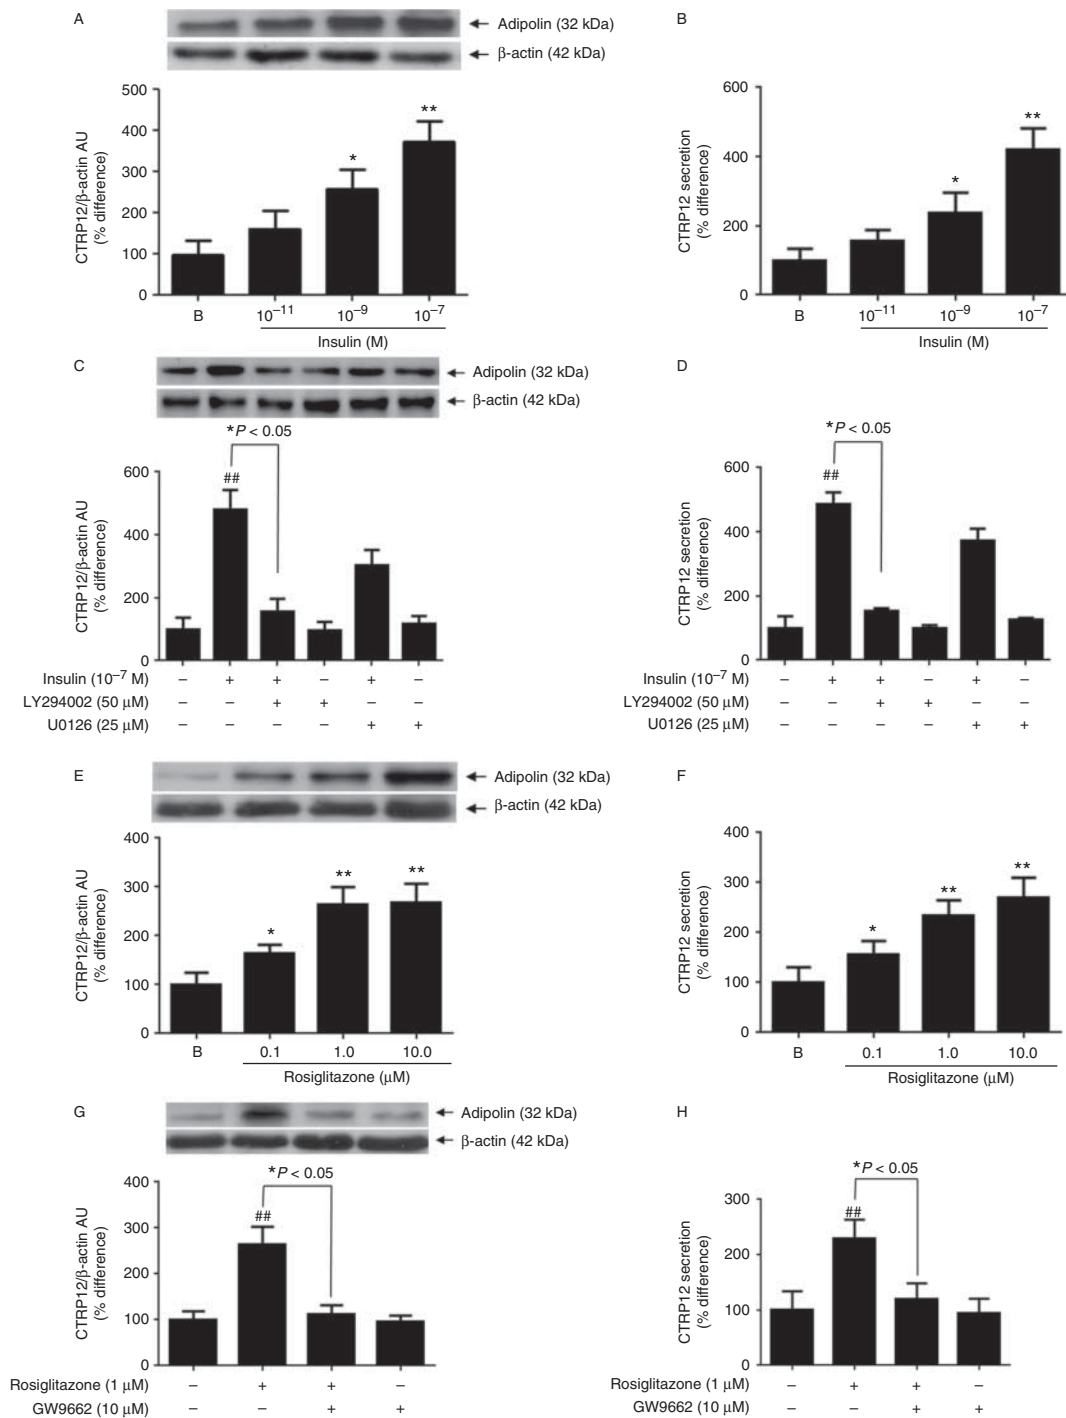 A
Adipolin (32 kDa)
β-actin (42 kDa)
CTRP12/β-actin AU
(% difference)
500
400
300
200
100
0
*
**
B
10⁻¹¹
10⁻⁹
10⁻⁷
Insulin (M)
B
CTRP12 secretion
(% difference)
600
400
200
0
*
**
B
10⁻¹¹
10⁻⁹
10⁻⁷
Insulin (M)
C
Adipolin (32 kDa)
β-actin (42 kDa)
*P < 0.05
##
CTRP12/β-actin AU
(% difference)
600
400
200
0
Insulin (10⁻⁷ M) – + + – + –
LY294002 (50 μM) – – + + – –
U0126 (25 μM) – – – – + +
D
*P < 0.05
##
CTRP12 secretion
(% difference)
600
400
200
0
Insulin (10⁻⁷ M) – + + – + –
LY294002 (50 μM) – – + + – –
U0126 (25 μM) – – – – + +
E
Adipolin (32 kDa)
β-actin (42 kDa)
CTRP12/β-actin AU
(% difference)
400
300
200
100
0
*
**
**
B
0.1
1.0
10.0
Rosiglitazone (μM)
F
CTRP12 secretion
(% difference)
400
300
200
100
0
*
**
**
B
0.1
1.0
10.0
Rosiglitazone (μM)
G
Adipolin (32 kDa)
β-actin (42 kDa)
*P < 0.05
##
CTRP12/β-actin AU
(% difference)
400
300
200
100
0
Rosiglitazone (1 μM) – + + –
GW9662 (10 μM) – – + +
H
*P < 0.05
##
CTRP12 secretion
(% difference)
300
200
100
0
Rosiglitazone (1 μM) – + + –
GW9662 (10 μM) – – + +